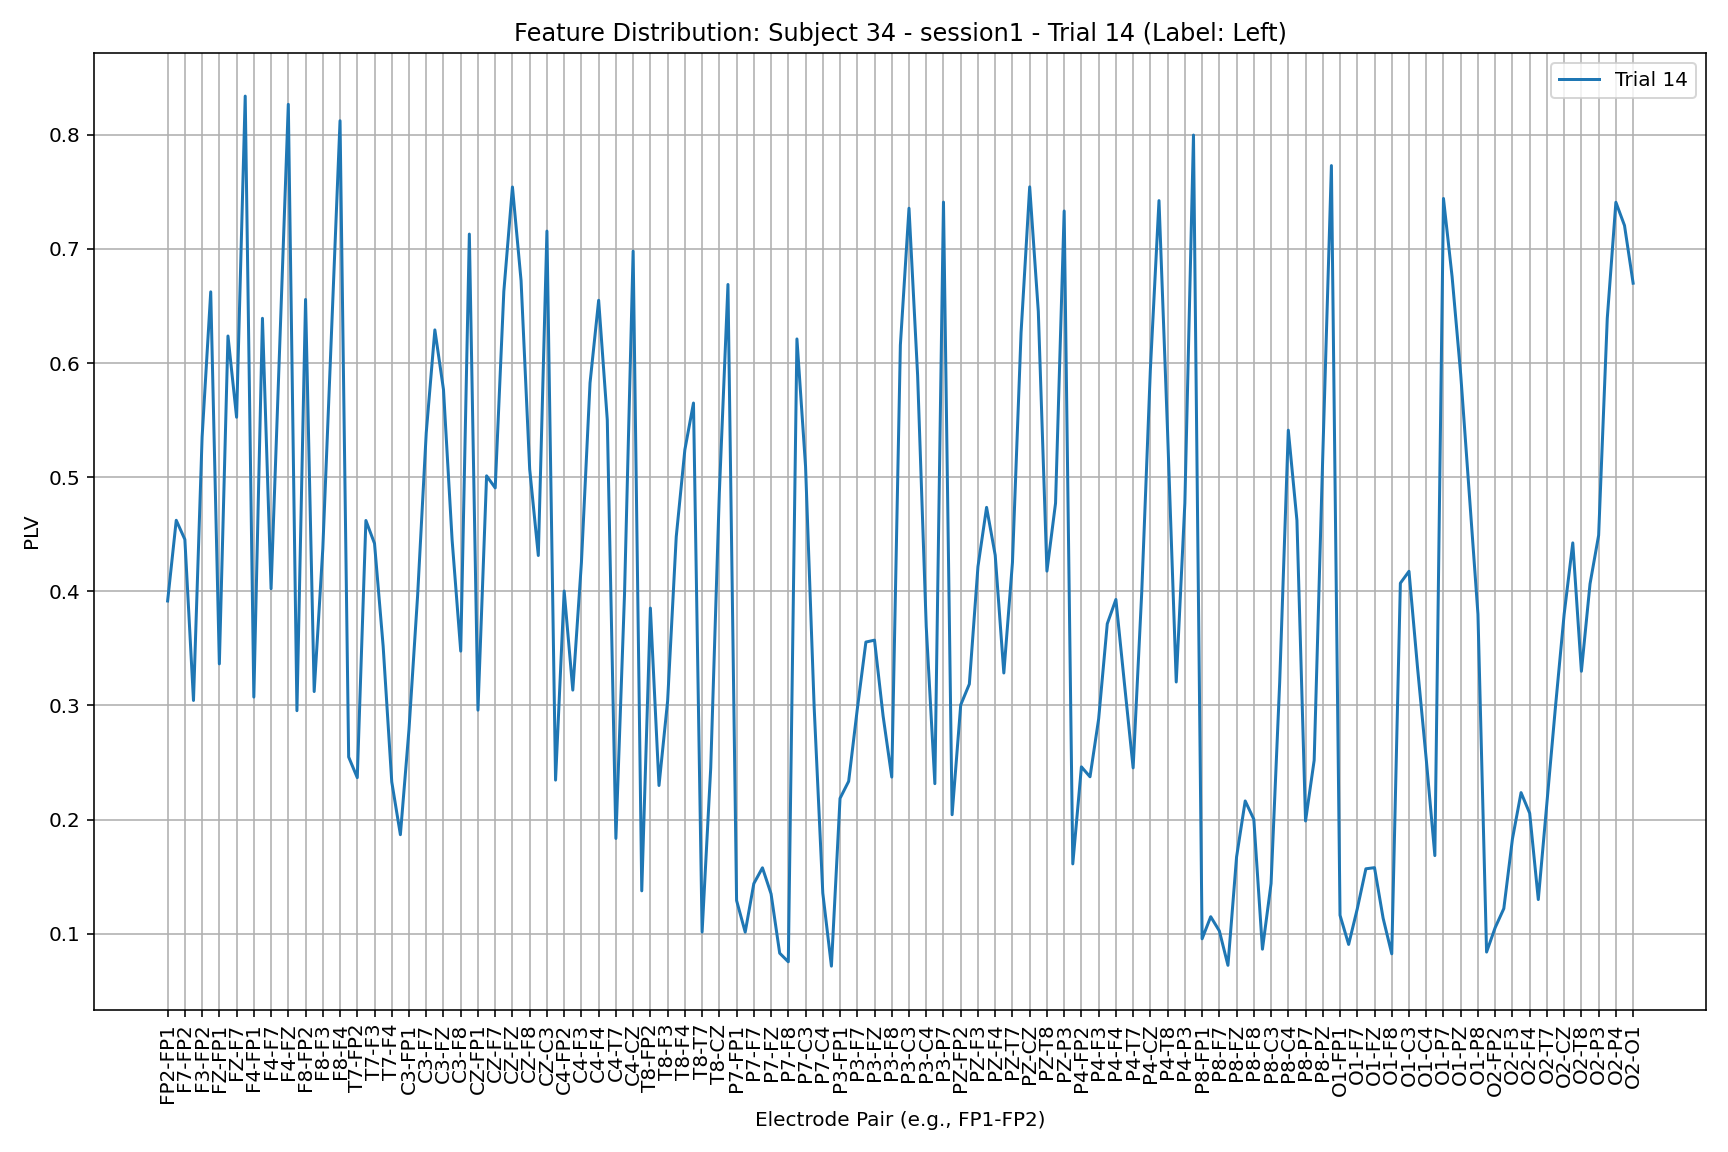 Feature Distribution: Subject 34 - session1 - Trial 14 (Label: Left)
Trial 14
PLV
0.8
0.7
0.6
0.5
0.4
0.3
0.2
0.1
FP2-FP1
F7-FP2
F3-FP2
FZ-FP1
FZ-F7
F4-FP1
F4-F7
F4-FZ
F8-FP2
F8-F3
F8-F4
T7-FP2
T7-F3
T7-F4
C3-FP1
C3-F7
C3-FZ
C3-F8
CZ-FP1
CZ-F7
CZ-FZ
CZ-F8
CZ-C3
C4-FP2
C4-F3
C4-F4
C4-T7
C4-CZ
T8-FP2
T8-F3
T8-F4
T8-T7
T8-CZ
P7-FP1
P7-F7
P7-FZ
P7-F8
P7-C3
P7-C4
P3-FP1
P3-F7
P3-FZ
P3-F8
P3-C3
P3-C4
P3-P7
PZ-FP2
PZ-F3
PZ-F4
PZ-T7
PZ-CZ
PZ-T8
PZ-P3
P4-FP2
P4-F3
P4-F4
P4-T7
P4-CZ
P4-T8
P4-P3
P8-FP1
P8-F7
P8-FZ
P8-F8
P8-C3
P8-C4
P8-P7
P8-PZ
O1-FP1
O1-F7
O1-FZ
O1-F8
O1-C3
O1-C4
O1-P7
O1-PZ
O1-P8
O2-FP2
O2-F3
O2-F4
O2-T7
O2-CZ
O2-T8
O2-P3
O2-P4
O2-O1
Electrode Pair (e.g., FP1-FP2)